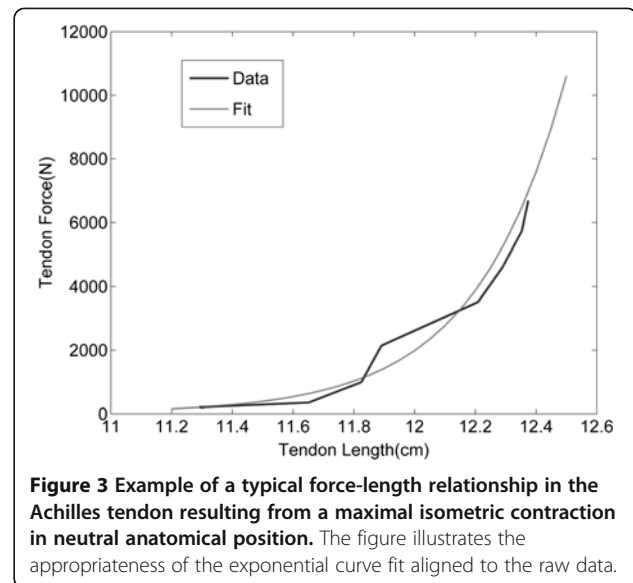 12000
10000
8000
6000
4000
2000
0
Tendon Force(N)
Data
Fit
11 11.2 11.4 11.6 11.8 12 12.2 12.4 12.6
Tendon Length(cm)
Figure 3 Example of a typical force-length relationship in the
Achilles tendon resulting from a maximal isometric contraction
in neutral anatomical position. The figure illustrates the
appropriateness of the exponential curve fit aligned to the raw data.